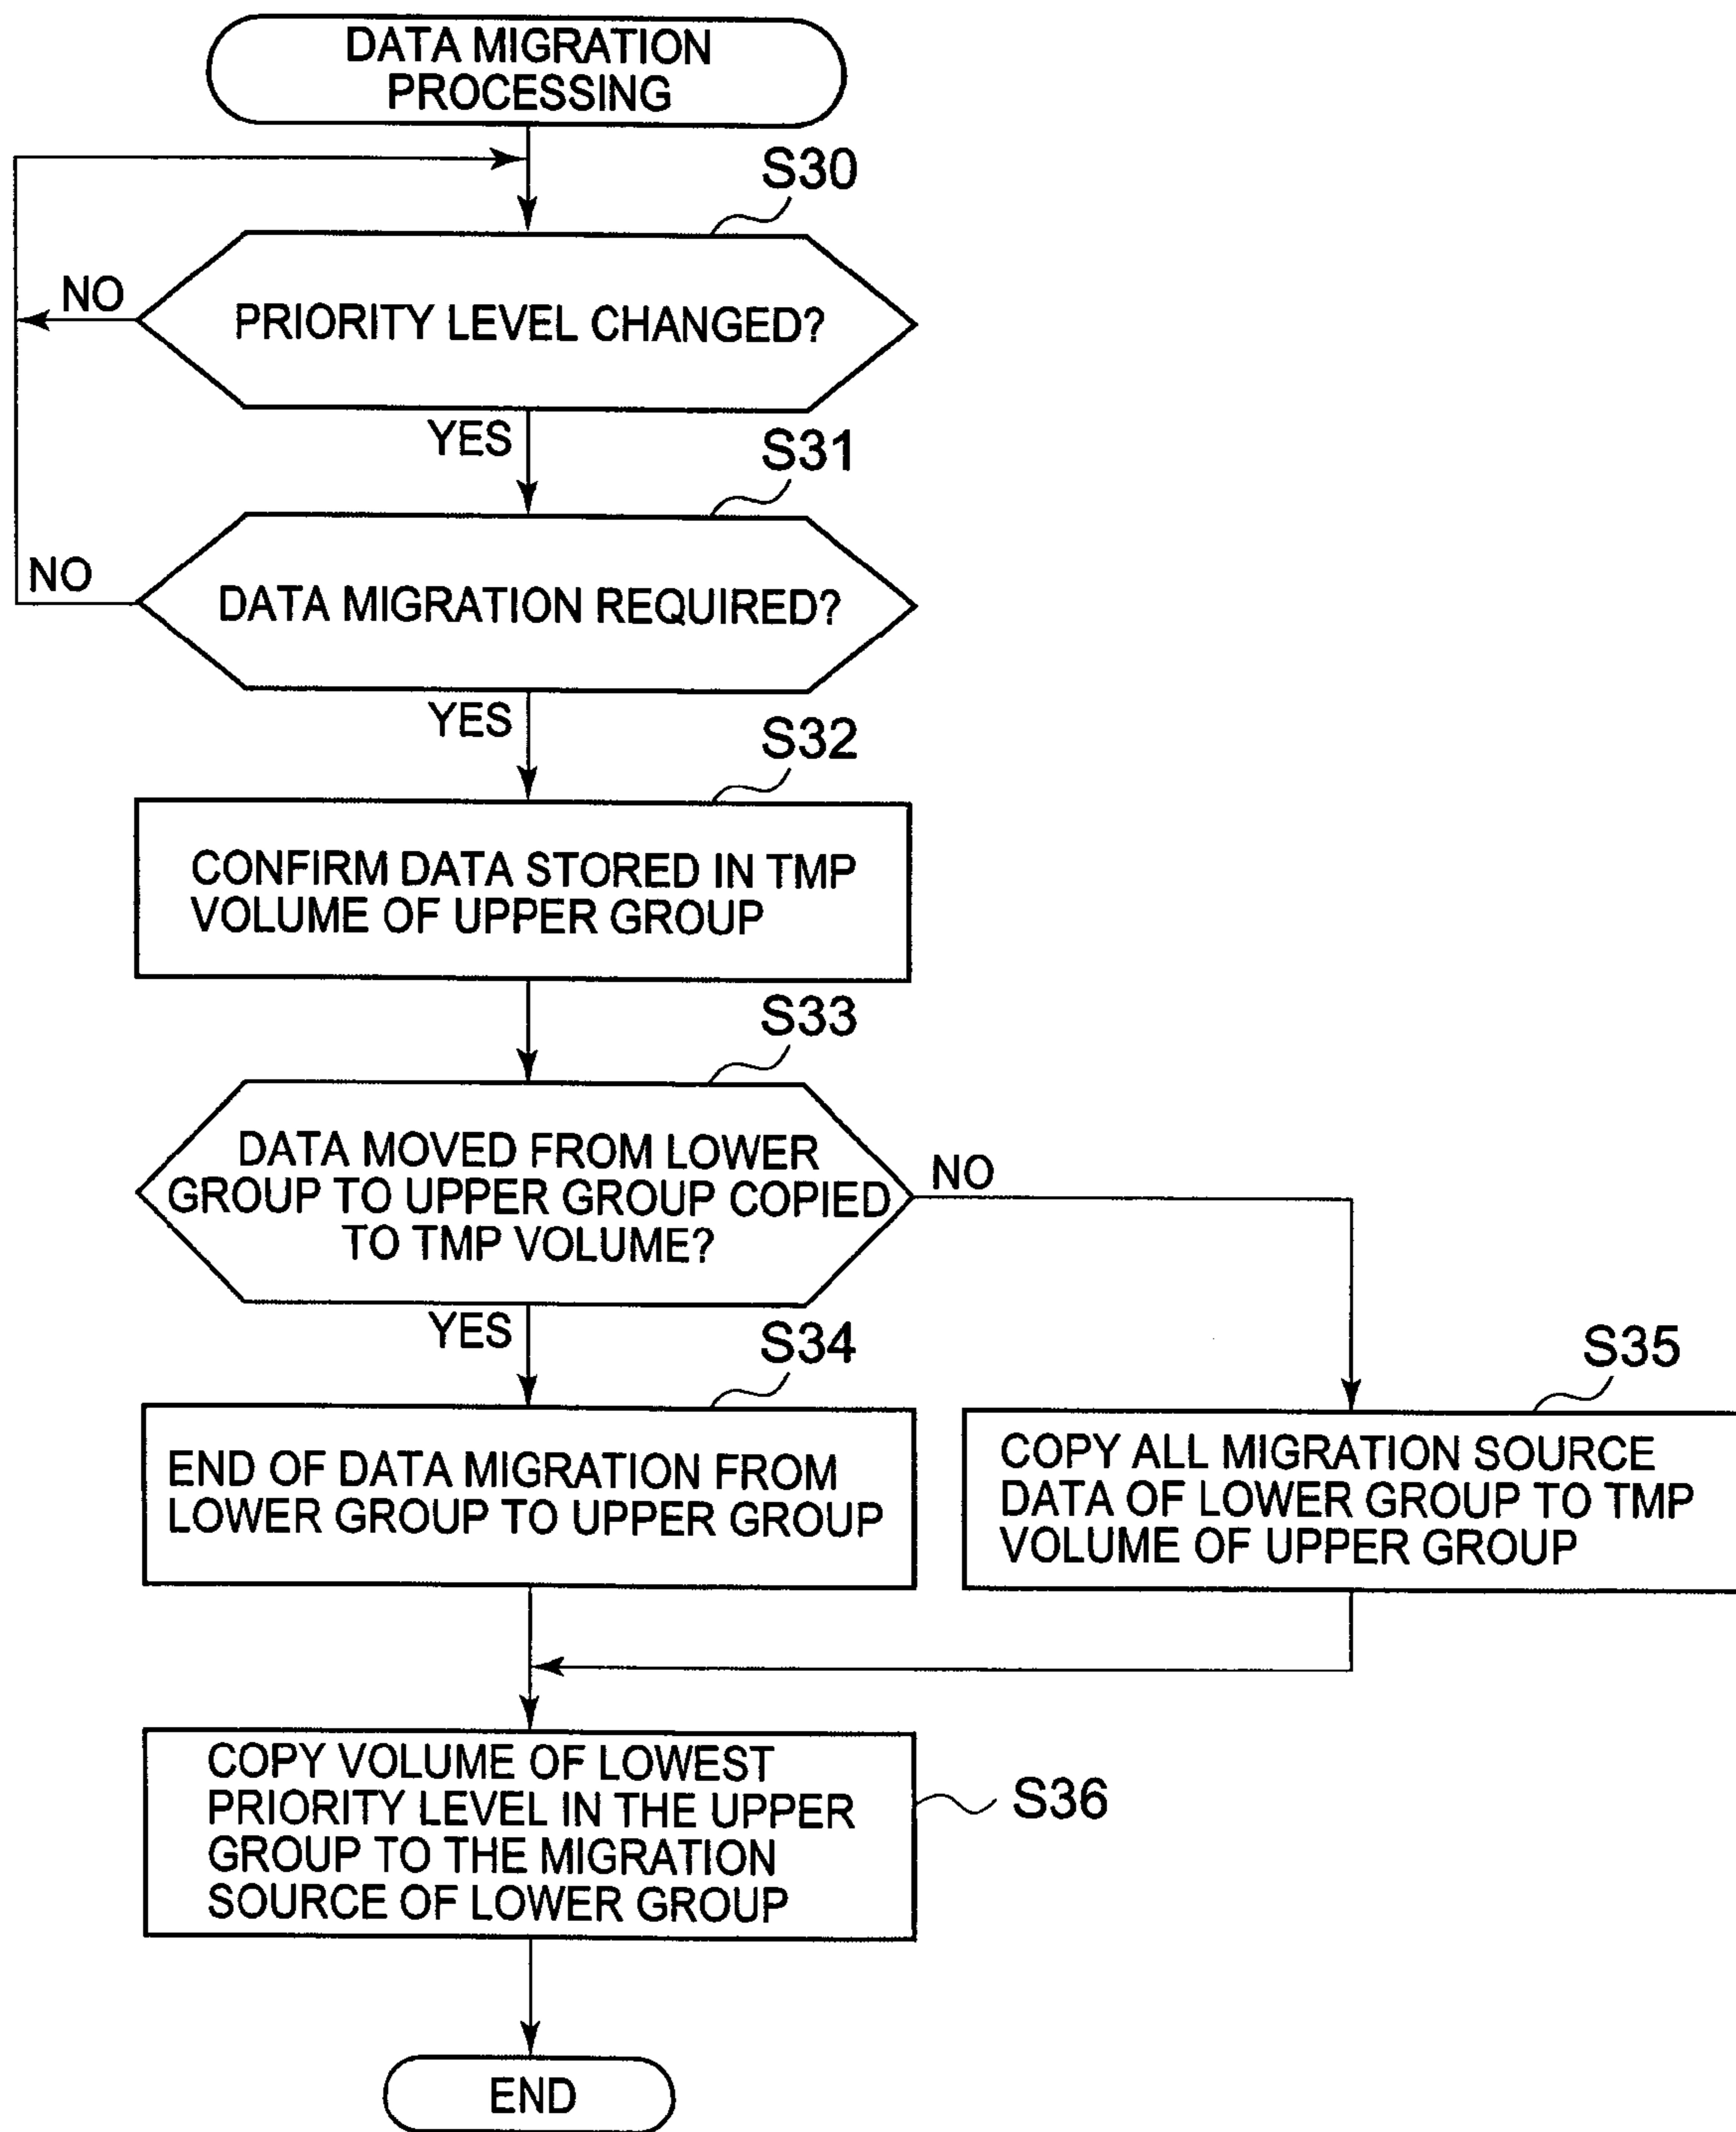 DATA MIGRATION
PROCESSING
S30
NO
PRIORITY LEVEL CHANGED?
YES
S31
NO
DATA MIGRATION REQUIRED?
YES
S32
CONFIRM DATA STORED IN TMP
VOLUME OF UPPER GROUP
S33
DATA MOVED FROM LOWER
GROUP TO UPPER GROUP COPIED
TO TMP VOLUME?
NO
YES
S34
END OF DATA MIGRATION FROM
LOWER GROUP TO UPPER GROUP
S35
COPY ALL MIGRATION SOURCE
DATA OF LOWER GROUP TO TMP
VOLUME OF UPPER GROUP
COPY VOLUME OF LOWEST
PRIORITY LEVEL IN THE UPPER
GROUP TO THE MIGRATION
SOURCE OF LOWER GROUP
S36
END